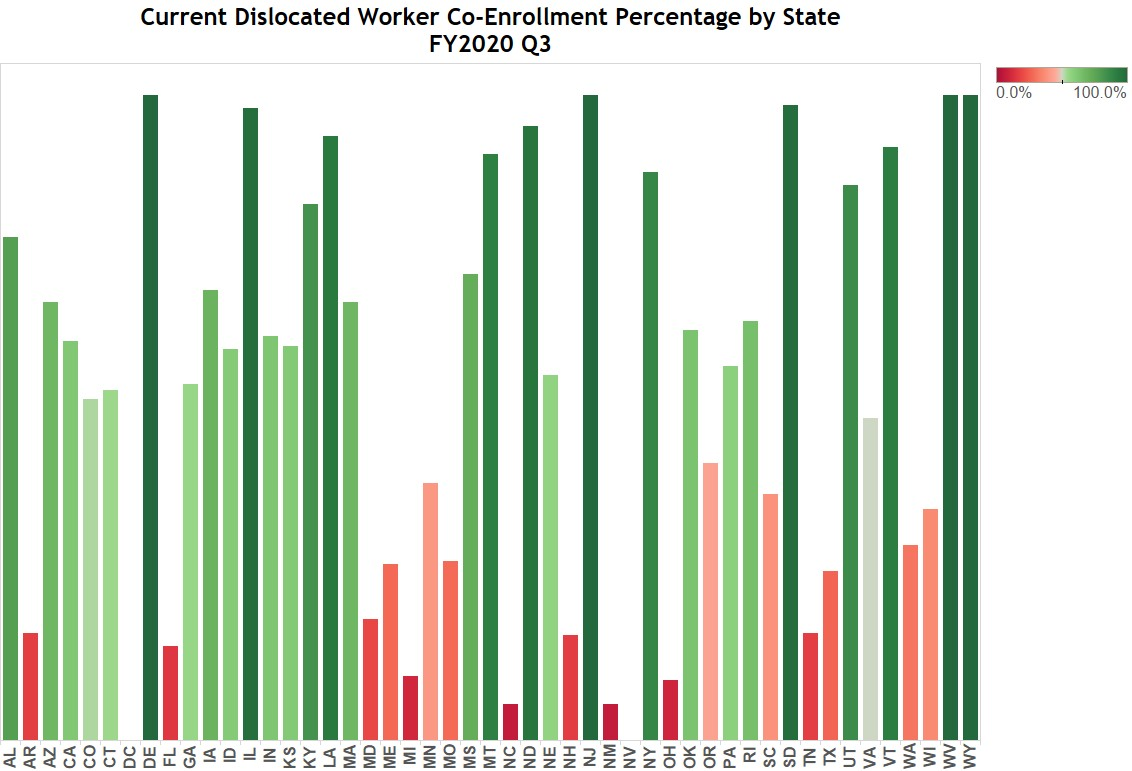 Current Dislocated Worker Co-Enrollment Percentage by State
FY2020 Q3
0.0% 100.0%
AL AR AZ CA CO CT DC DE FL GA IA ID IL IN KS KY LA MA MD ME MI MN MO MS MT NC ND NE NH NJ NM NV NY OH OK OR PA RI SC SD TN TX UT VA VT WA WI WV WY